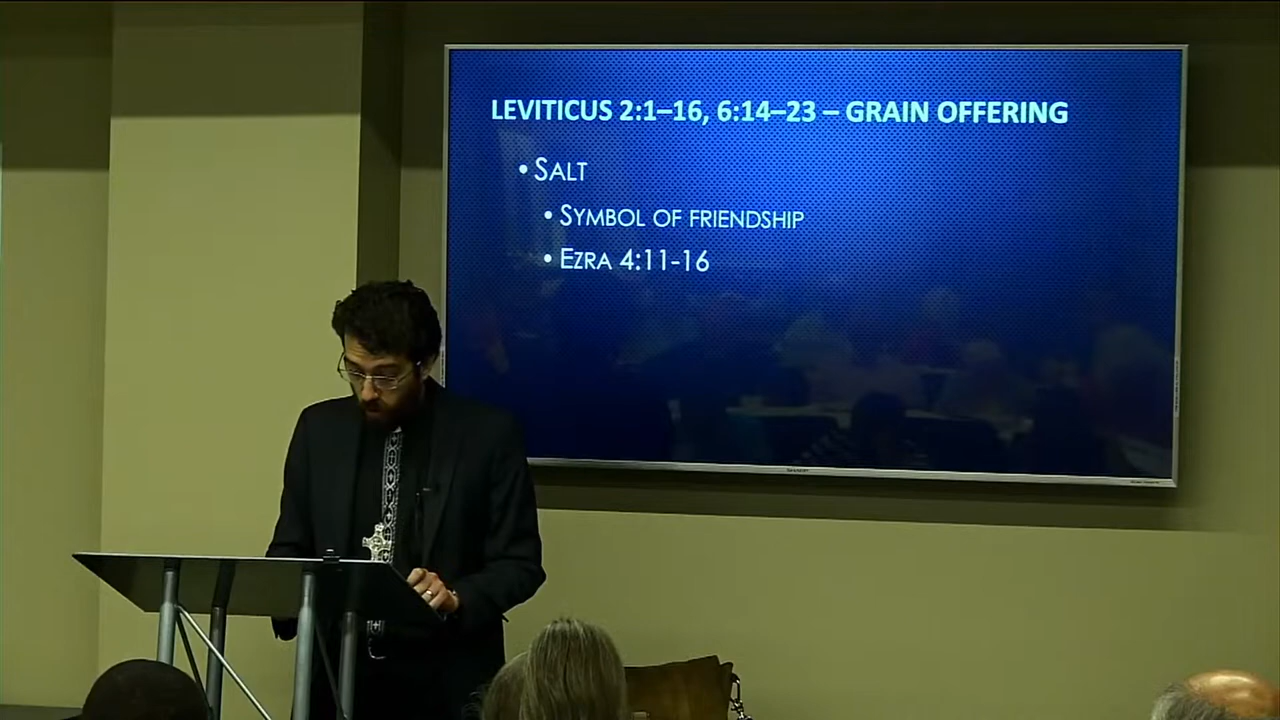 LEVITICUS 2:1–16, 6:14–23 – GRAIN OFFERING
• SALT
• SYMBOL OF FRIENDSHIP
• EZRA 4:11-16